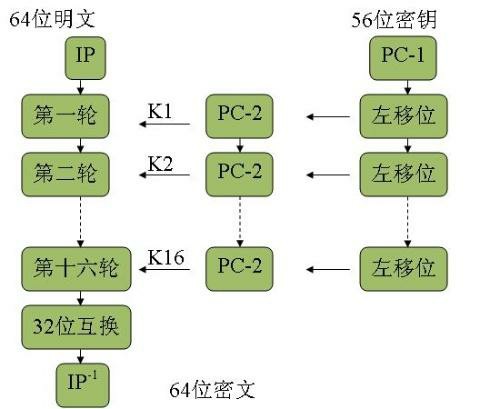 64位明文 56位密钥
IP PC-1
第一轮 K1 PC-2 左移位
第二轮 K2 PC-2 左移位
第十六轮 K16 PC-2 左移位
32位互换
IP-1
64位密文